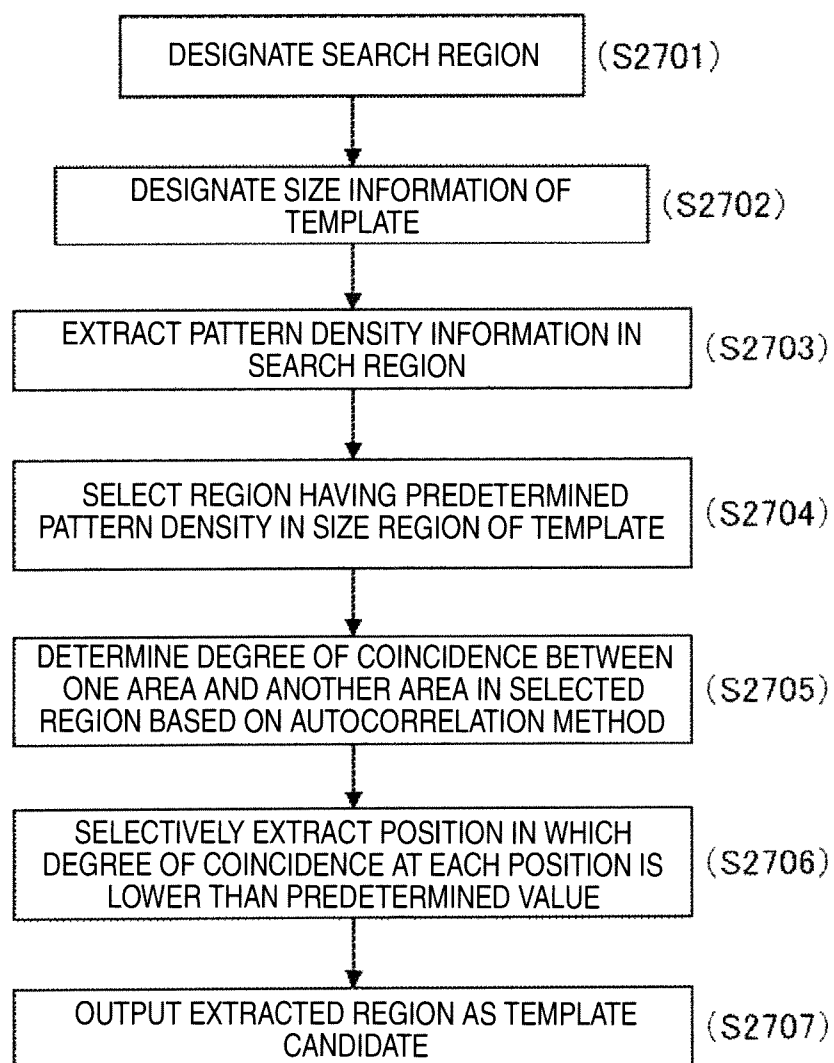 DESIGNATE SEARCH REGION (S2701)
DESIGNATE SIZE INFORMATION OF
TEMPLATE
(S2702)
EXTRACT PATTERN DENSITY INFORMATION IN
SEARCH REGION
(S2703)
SELECT REGION HAVING PREDETERMINED
PATTERN DENSITY IN SIZE REGION OF TEMPLATE
(S2704)
DETERMINE DEGREE OF COINCIDENCE BETWEEN
ONE AREA AND ANOTHER AREA IN SELECTED
REGION BASED ON AUTOCORRELATION METHOD
(S2705)
SELECTIVELY EXTRACT POSITION IN WHICH
DEGREE OF COINCIDENCE AT EACH POSITION IS
LOWER THAN PREDETERMINED VALUE
(S2706)
OUTPUT EXTRACTED REGION AS TEMPLATE
CANDIDATE
(S2707)